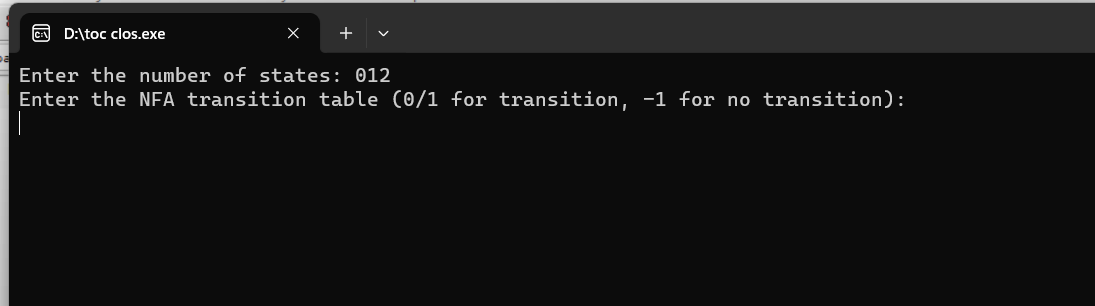 D:\toc clos.exe
Enter the number of states: 012
Enter the NFA transition table (0/1 for transition, -1 for no transition):